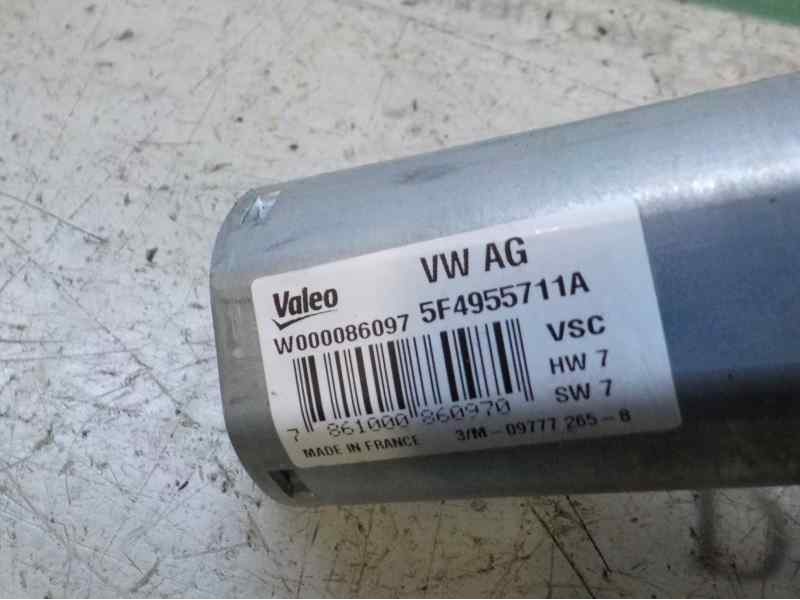 VW AG
Valeo
W000086097 5F4955711A
VSC
HW 7
SW 7
7 861000 860970
MADE IN FRANCE 3/M-09777 265-8